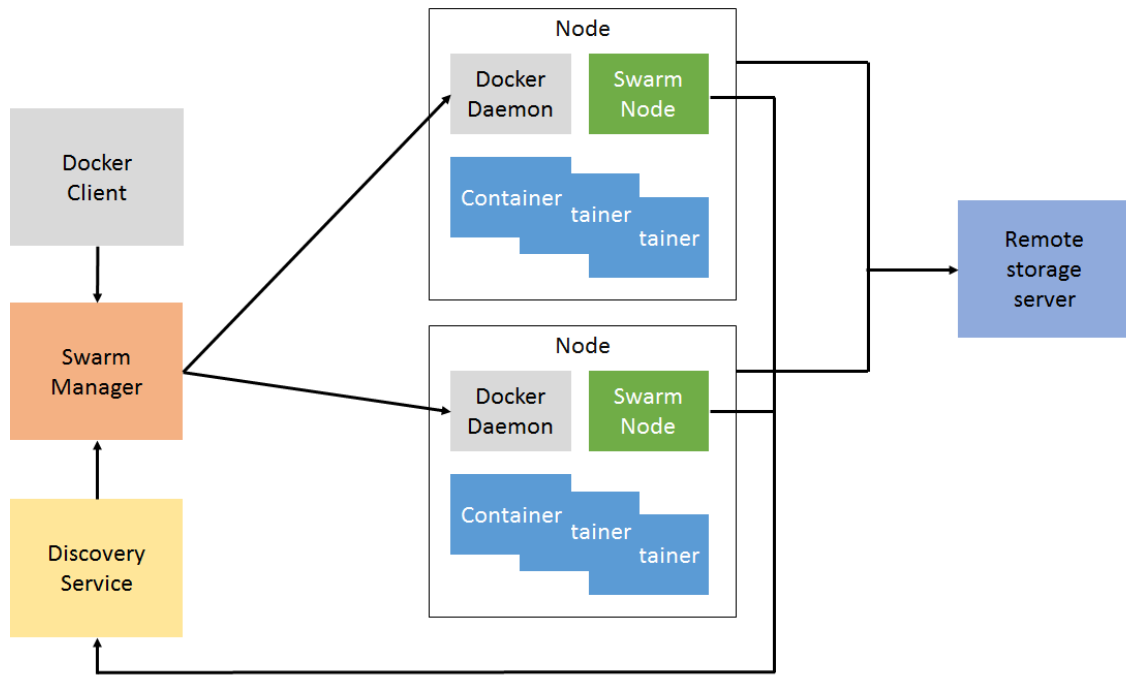 Node
Docker
Daemon
Swarm
Node
Container
tainer
tainer
Docker
Client
Swarm
Manager
Discovery
Service
Node
Docker
Daemon
Swarm
Node
Container
tainer
tainer
Remote
storage
server